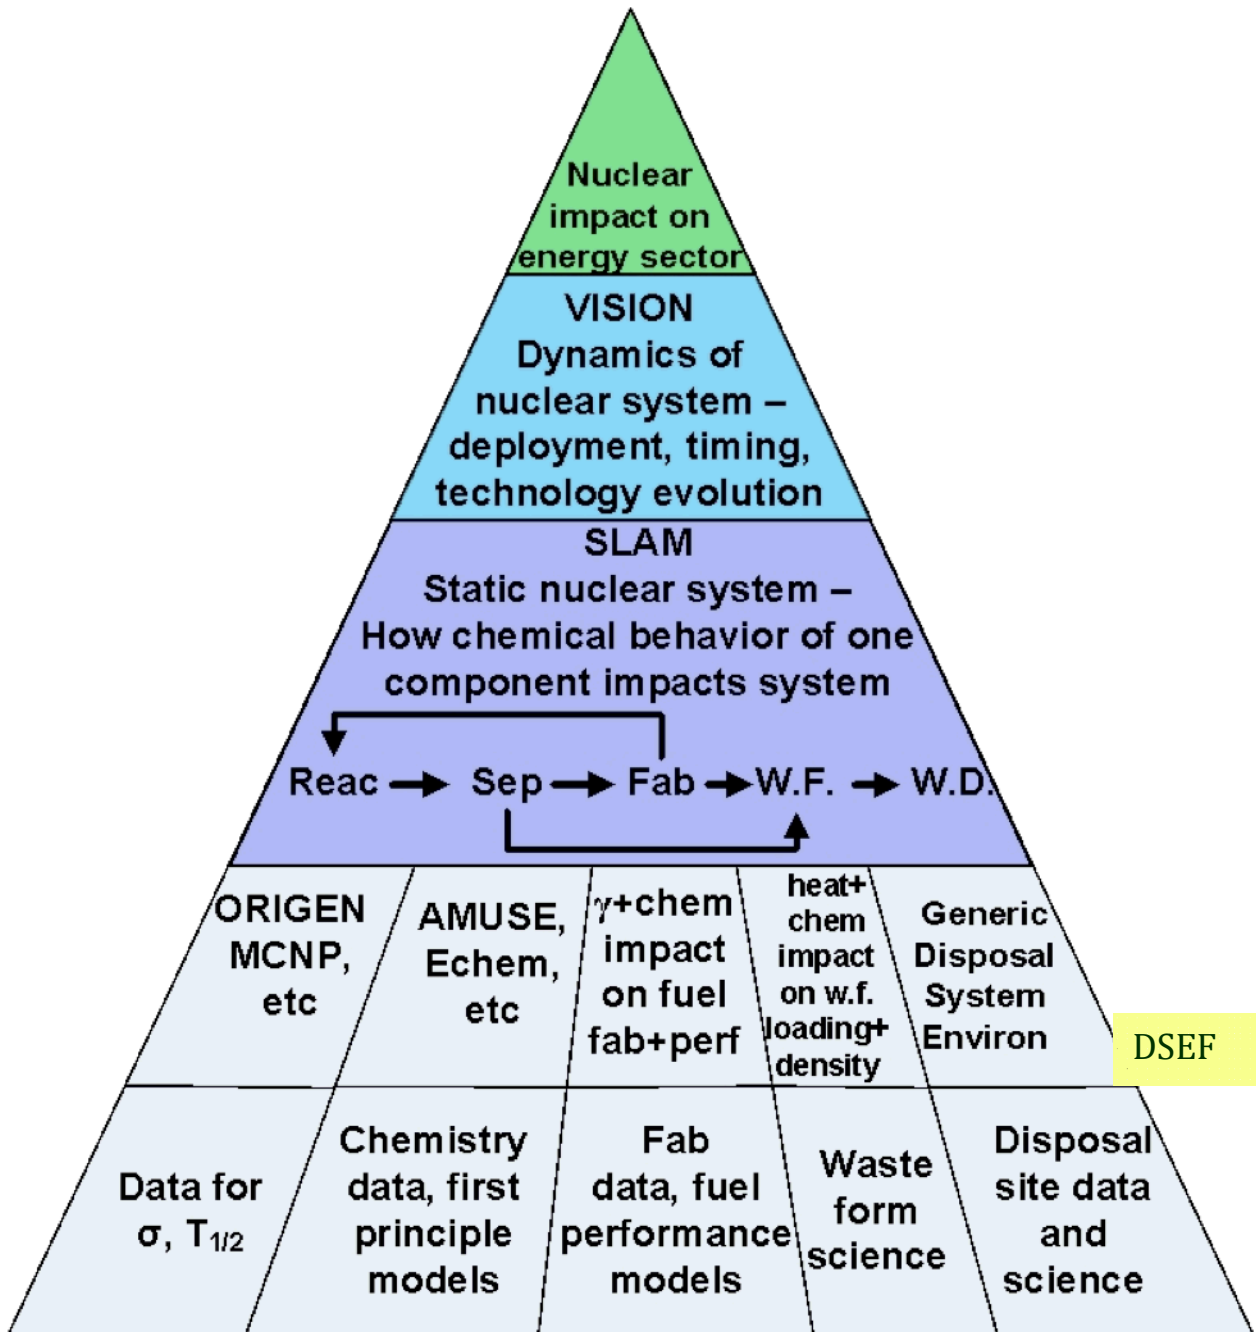 Nuclear
impact on
energy sector
VISION
Dynamics of
nuclear system –
deployment, timing,
technology evolution
SLAM
Static nuclear system –
How chemical behavior of one
component impacts system
Reac Sep Fab W.F. W.D.
ORIGEN
MCNP,
etc
AMUSE,
Echem,
etc
γ+chem
impact
on fuel
fab+perf
heat+
chem
impact
on w.f.
loading+
density
Generic
Disposal
System
Environ
DSEF
Data for
σ, T1/2
Chemistry
data, first
principle
models
Fab
data, fuel
performance
models
Waste
form
science
Disposal
site data
and
science